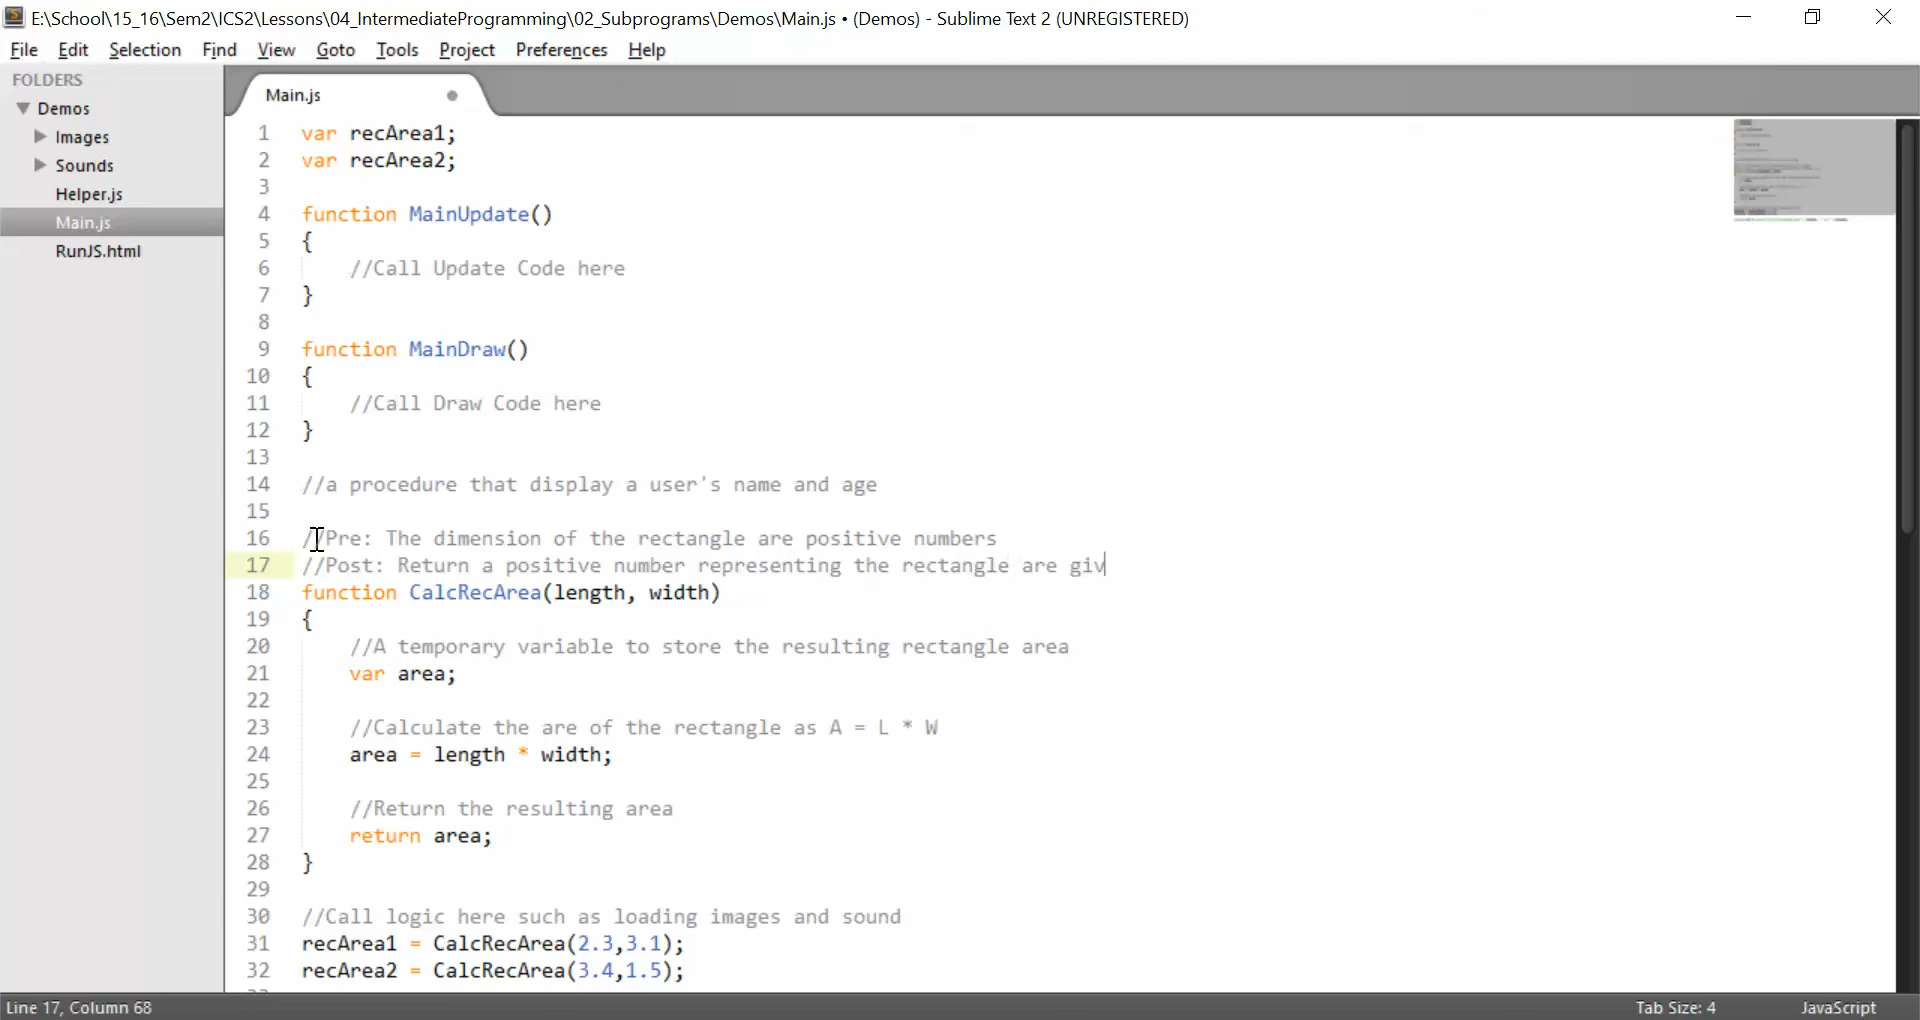 E:\School\15_16\Sem2\ICS2\Lessons\04_IntermediateProgramming\02_Subprograms\Demos\Main.js • (Demos) - Sublime Text 2 (UNREGISTERED)
File Edit Selection Find View Goto Tools Project Preferences Help
FOLDERS
Demos
Images
Sounds
Helper.js
Main.js
RunJS.html
Main.js
1 var recArea1;
2 var recArea2;
3
4 function MainUpdate()
5 {
6 //Call Update Code here
7 }
8
9 function MainDraw()
10 {
11 //Call Draw Code here
12 }
13
14 //a procedure that display a user's name and age
15
16 //Pre: The dimension of the rectangle are positive numbers
17 //Post: Return a positive number representing the rectangle are giv
18 function CalcRecArea(length, width)
19 {
20 //A temporary variable to store the resulting rectangle area
21 var area;
22
23 //Calculate the are of the rectangle as A = L * W
24 area = length * width;
25
26 //Return the resulting area
27 return area;
28 }
29
30 //Call logic here such as loading images and sound
31 recArea1 = CalcRecArea(2.3,3.1);
32 recArea2 = CalcRecArea(3.4,1.5);
Line 17, Column 68 Tab Size: 4 JavaScript